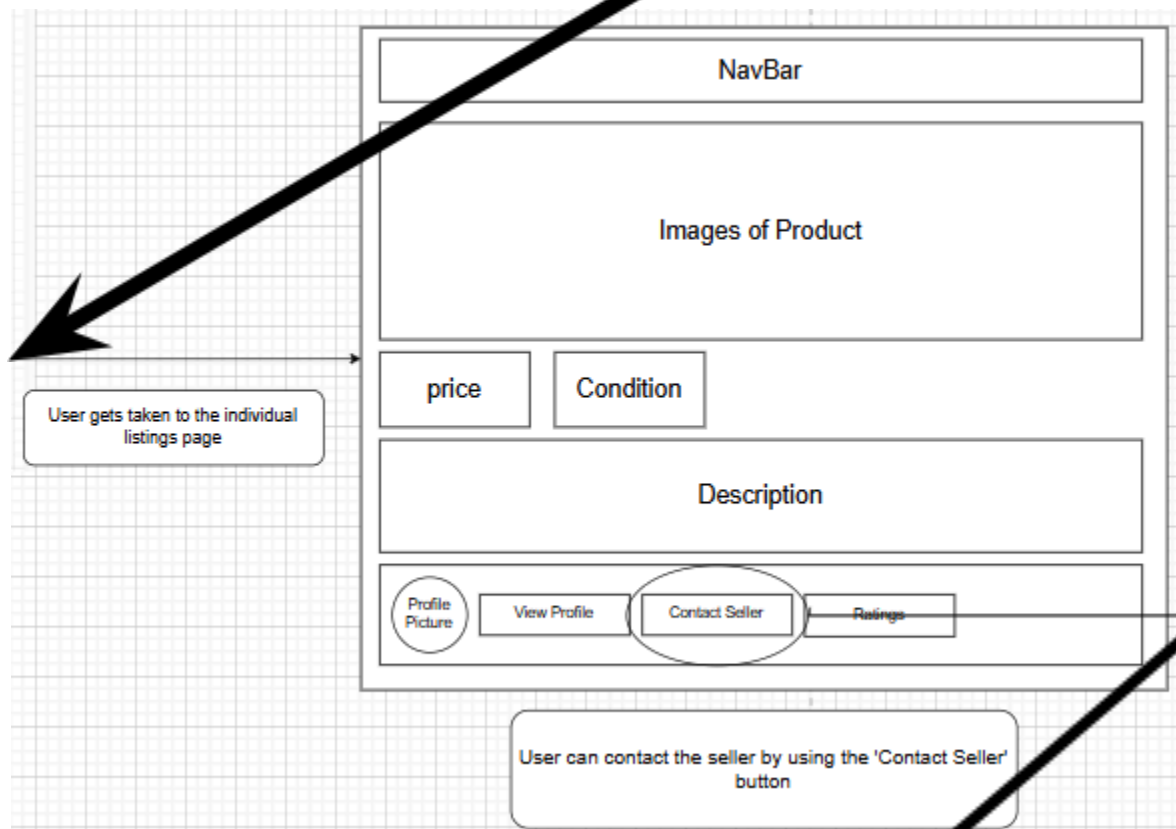 NavBar
Images of Product
price
Condition
User gets taken to the individual
listings page
Description
Profile
Picture
View Profile
Contact Seller
Ratings
User can contact the seller by using the 'Contact Seller'
button